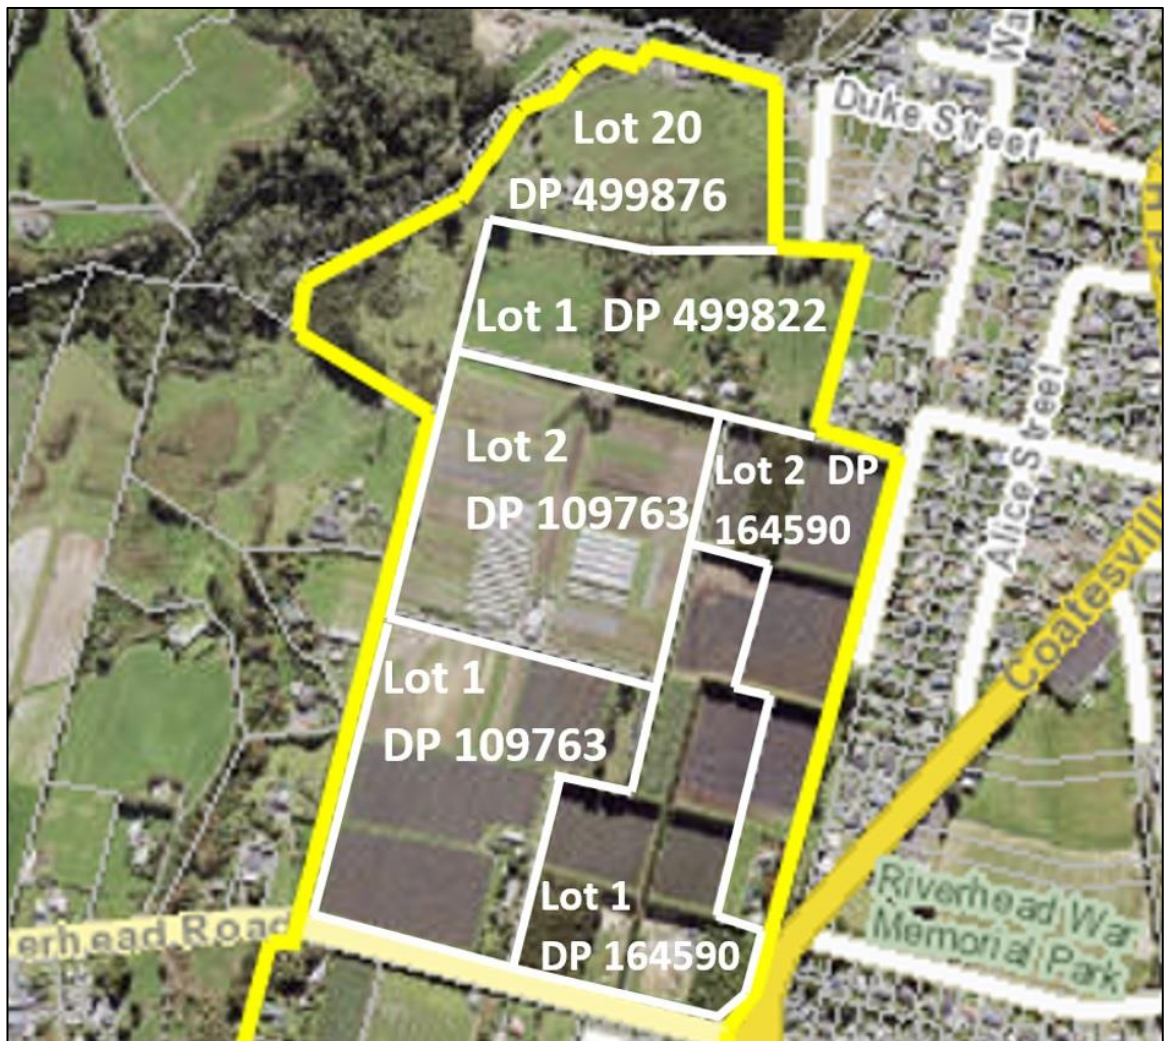 Wa
Duke Street
Lot 20
DP 499876
Lot 1 DP 499822
Lot 2
DP 109763
Lot 2 DP
164590
Alice Street
Coatesvill
Lot 1
DP 109763
Lot 1
DP 164590
erhead Road
Riverhead War
Memorial Park